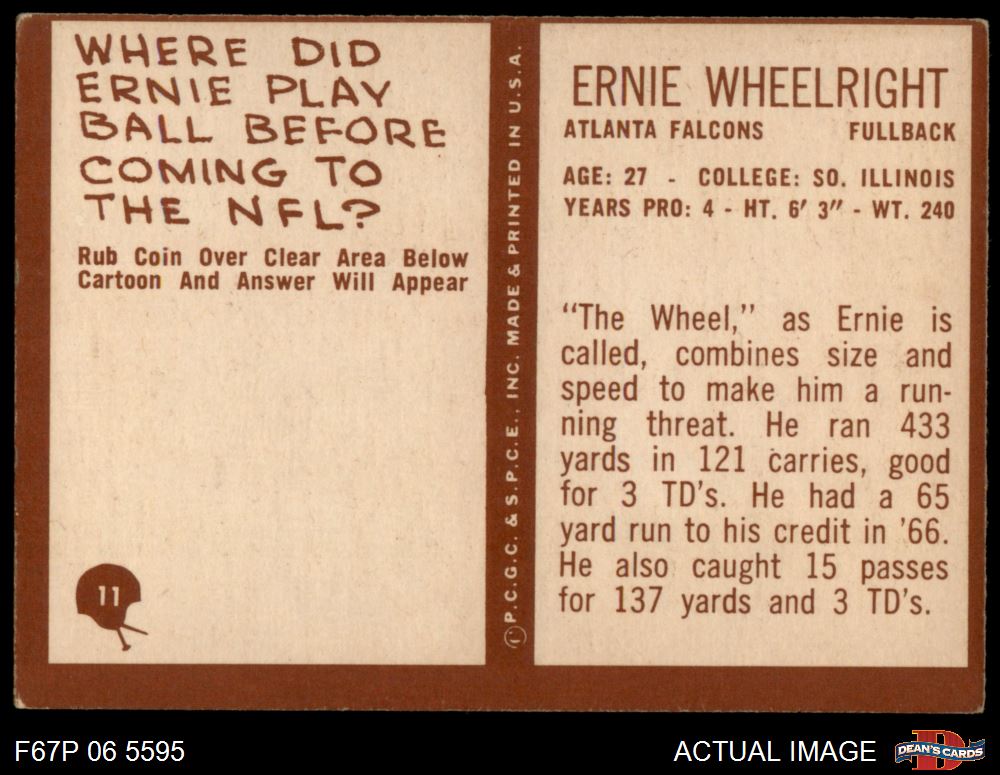 WHERE DID
ERNIE PLAY
BALL BEFORE
COMING TO
THE NFL?
Rub Coin Over Clear Area Below
Cartoon And Answer Will Appear
11
Ⓒ P.C.G.C. & S.P.C.E., INC. MADE & PRINTED IN U.S.A.
ERNIE WHEELRIGHT
ATLANTA FALCONS FULLBACK
AGE: 27 - COLLEGE: SO. ILLINOIS
YEARS PRO: 4 - HT. 6' 3" - WT. 240
"The Wheel," as Ernie is
called, combines size and
speed to make him a run-
ning threat. He ran 433
yards in 121 carries, good
for 3 TD's. He had a 65
yard run to his credit in '66.
He also caught 15 passes
for 137 yards and 3 TD's.
F67P 06 5595
ACTUAL IMAGE
D
DEAN'S CARDS